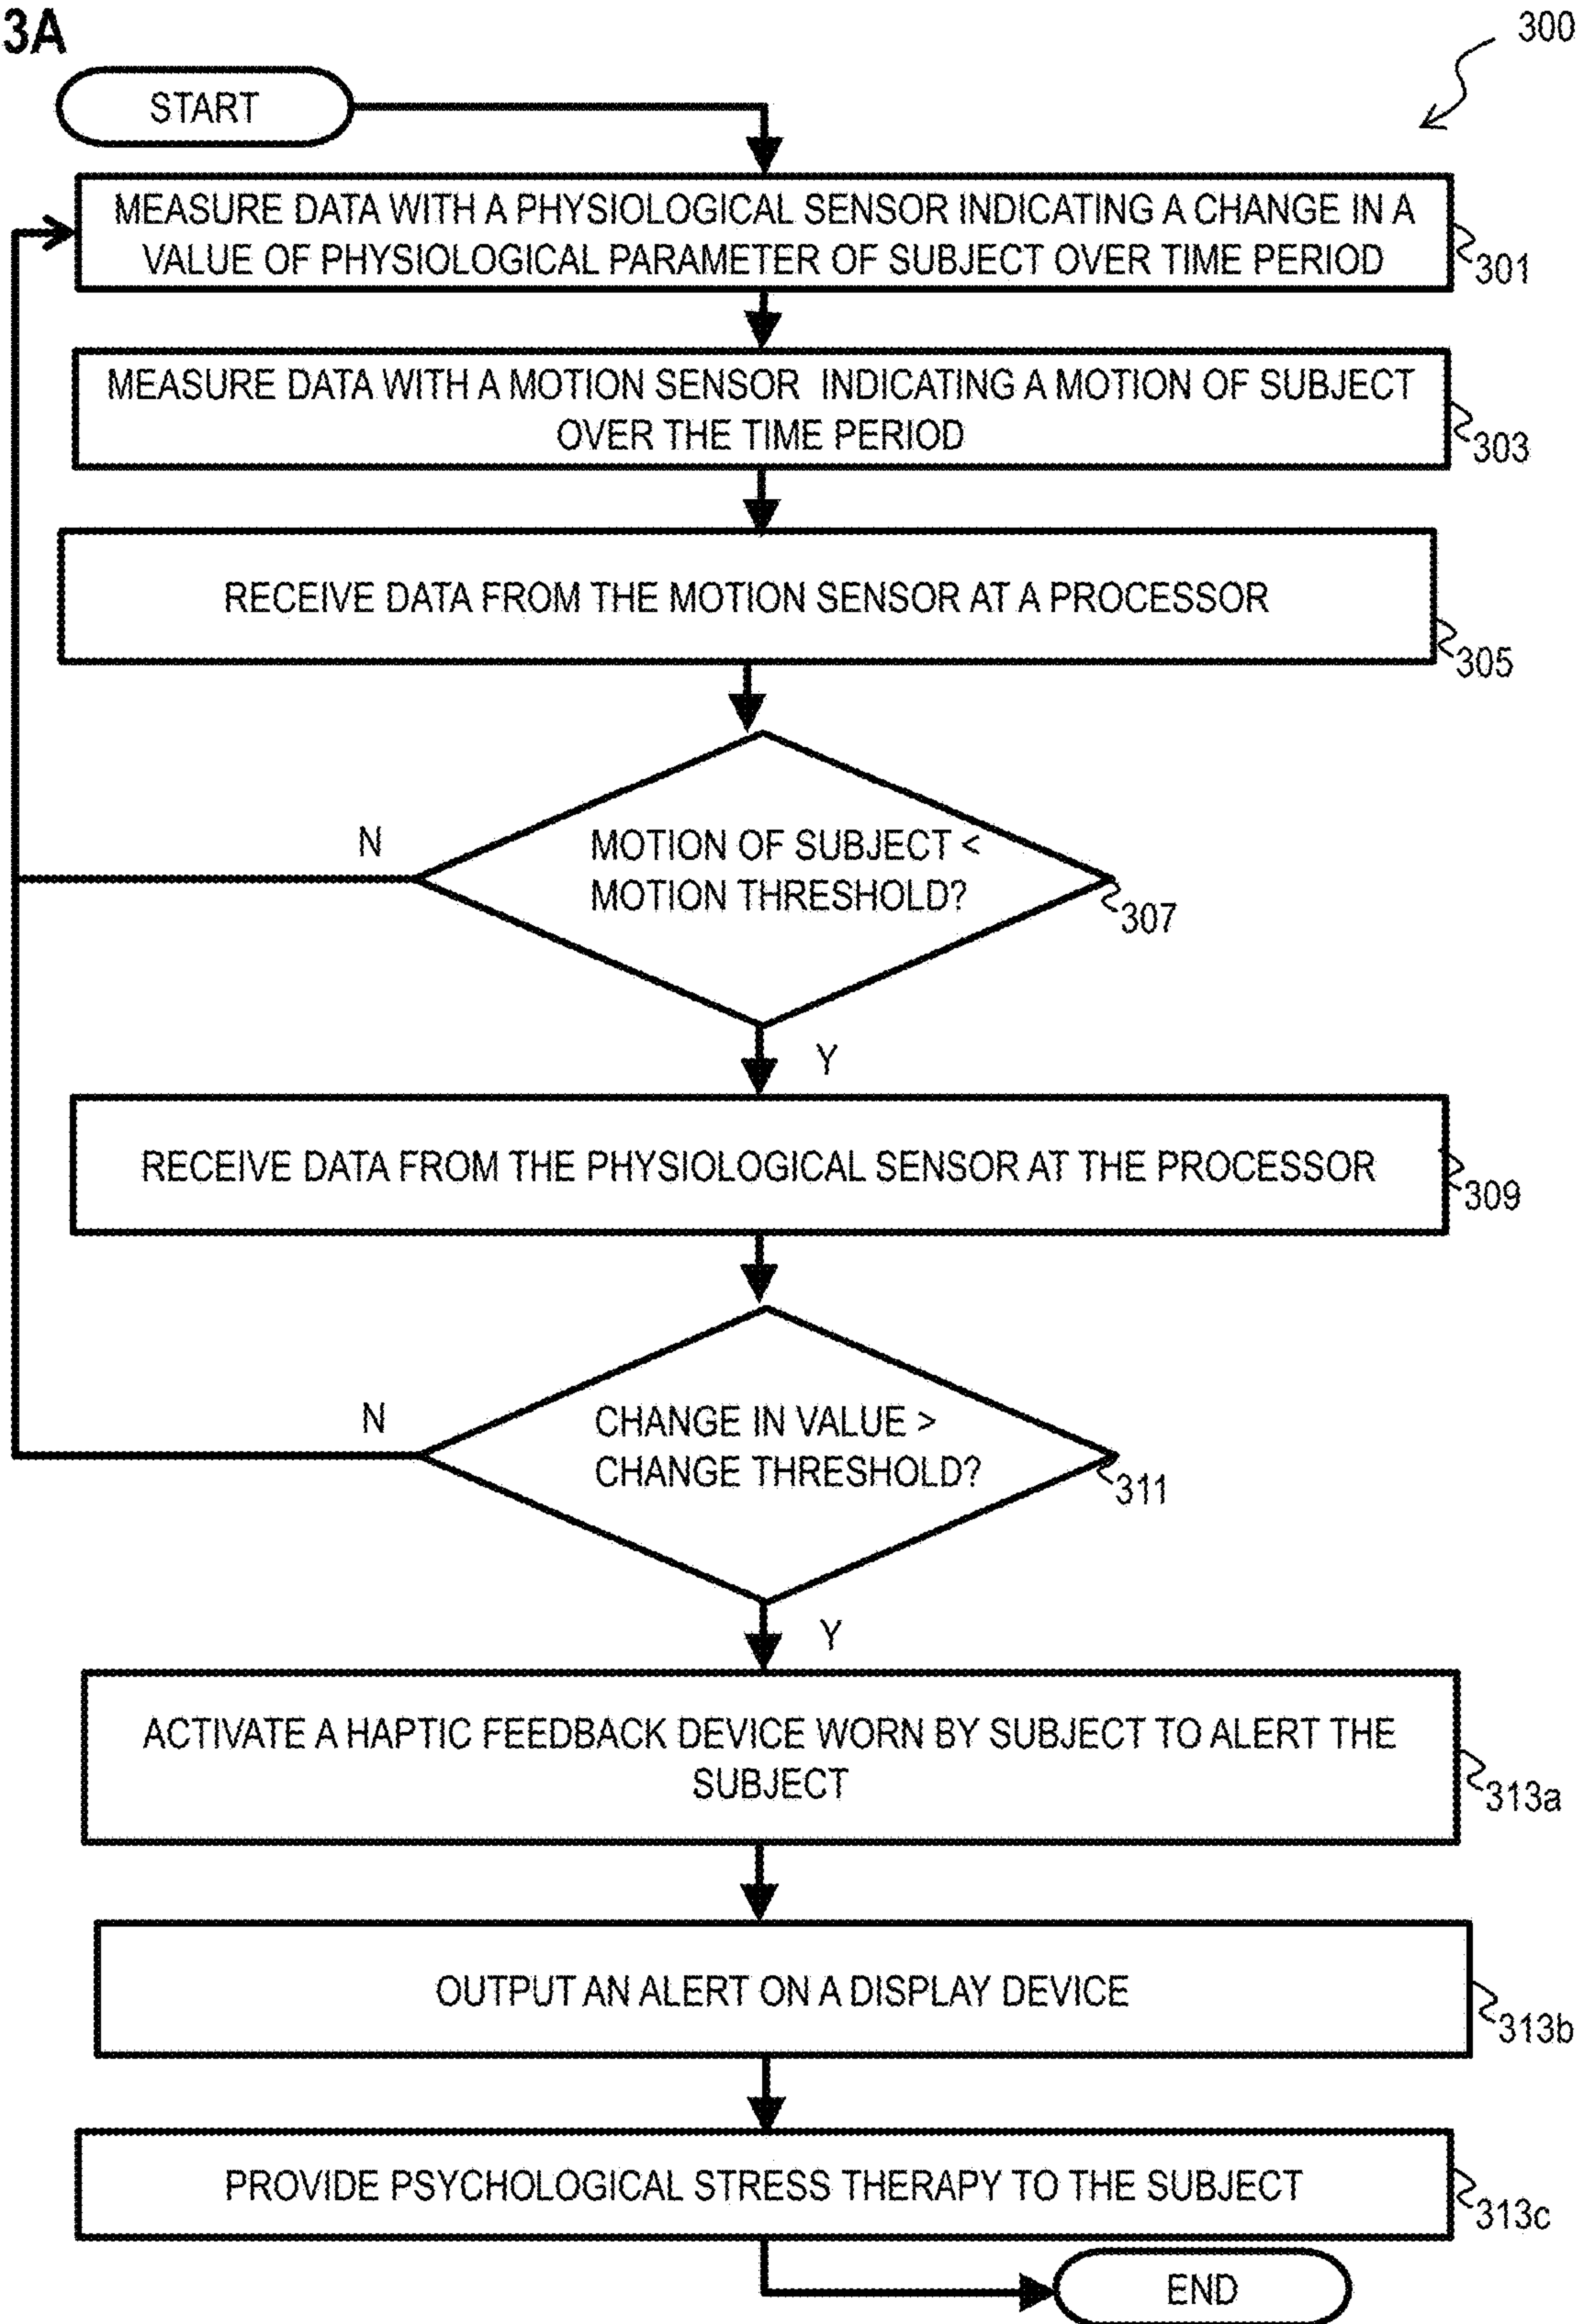 3A
300
START
MEASURE DATA WITH A PHYSIOLOGICAL SENSOR INDICATING A CHANGE IN A
VALUE OF PHYSIOLOGICAL PARAMETER OF SUBJECT OVER TIME PERIOD
301
MEASURE DATA WITH A MOTION SENSOR INDICATING A MOTION OF SUBJECT
OVER THE TIME PERIOD
303
RECEIVE DATA FROM THE MOTION SENSOR AT A PROCESSOR
305
N
MOTION OF SUBJECT <
MOTION THRESHOLD?
307
Y
RECEIVE DATA FROM THE PHYSIOLOGICAL SENSOR AT THE PROCESSOR
309
N
CHANGE IN VALUE >
CHANGE THRESHOLD?
311
Y
ACTIVATE A HAPTIC FEEDBACK DEVICE WORN BY SUBJECT TO ALERT THE
SUBJECT
313a
OUTPUT AN ALERT ON A DISPLAY DEVICE
313b
PROVIDE PSYCHOLOGICAL STRESS THERAPY TO THE SUBJECT
313c
END